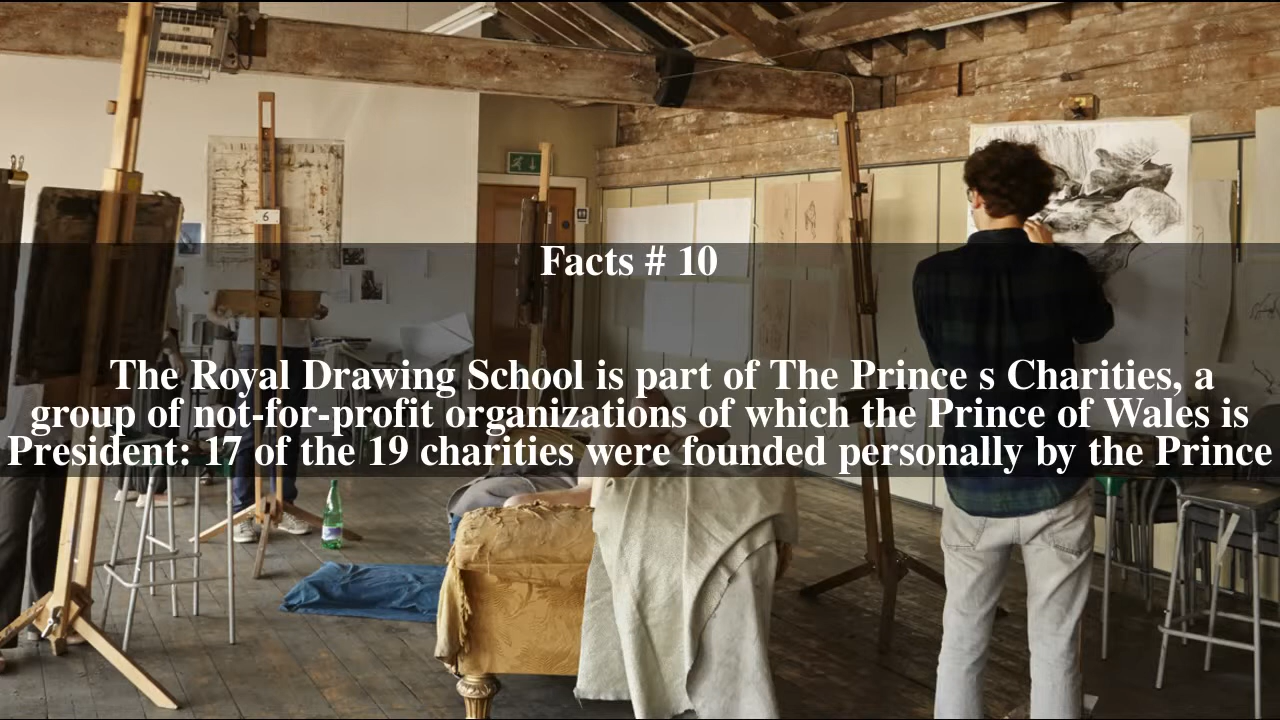 6
Facts # 10
The Royal Drawing School is part of The Prince s Charities, a
group of not-for-profit organizations of which the Prince of Wales is
President: 17 of the 19 charities were founded personally by the Prince